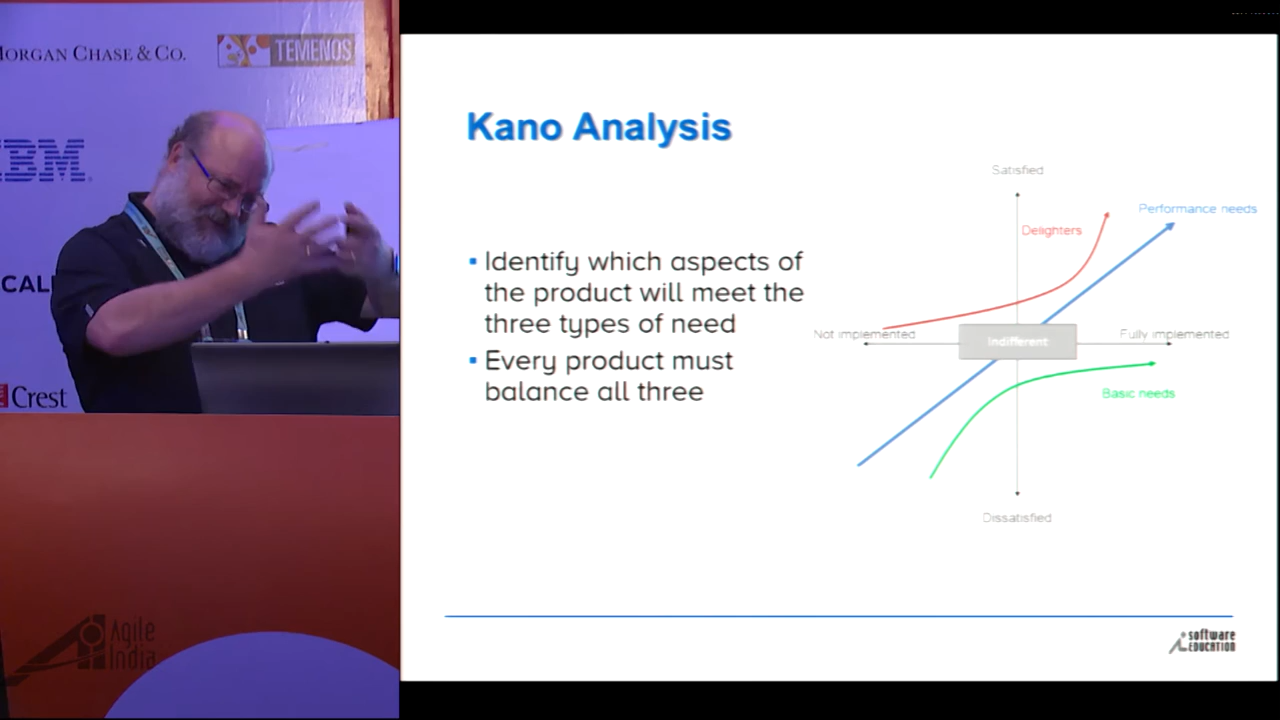 MORGAN CHASE & CO.
TEMENOS
IBM
CAL
Crest
Agile
India
Kano Analysis
Identify which aspects of
the product will meet the
three types of need
Every product must
balance all three
Satisfied
Performance needs
Delighters
Not implemented
Indifferent
Fully implemented
Basic needs
Dissatisfied
software
EDUCATION